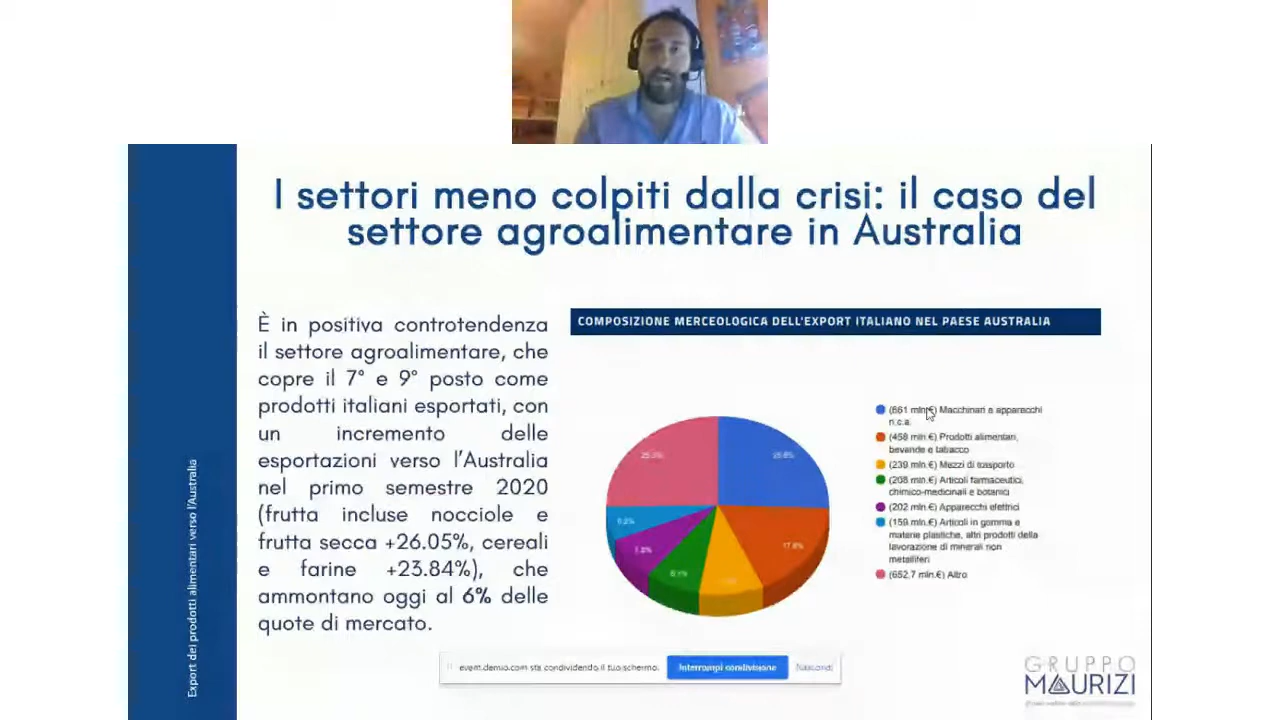 I settori meno colpiti dalla crisi: il caso del
settore agroalimentare in Australia
È in positiva controtendenza
il settore agroalimentare, che
copre il 7° e 9° posto come
prodotti italiani esportati, con
un incremento delle
esportazioni verso l'Australia
nel primo semestre 2020
(frutta incluse nocciole e
frutta secca +26.05%, cereali
e farine +23.84%), che
ammontano oggi al 6% delle
quote di mercato.
Export dei prodotti alimentari verso l'Australia
COMPOSIZIONE MERCEOLOGICA DELL'EXPORT ITALIANO NEL PAESE AUSTRALIA
(661 mln.€) Macchinari e apparecchi
n.c.a.
(458 mln.€) Prodotti alimentari,
bevande e tabacco
(239 mln.€) Mezzi di trasporto
(208 mln.€) Articoli farmaceutici,
chimico-medicinali e botanici
(202 mln.€) Apparecchi elettrici
(159 mln.€) Articoli in gomma e
materie plastiche, altri prodotti della
lavorazione di minerali non
metalliferi
(652,7 mln.€) Altro
event.demio.com sta condividendo il tuo schermo.
Interrompi condivisione
Nascondi
GRUPPO
MAURIZI